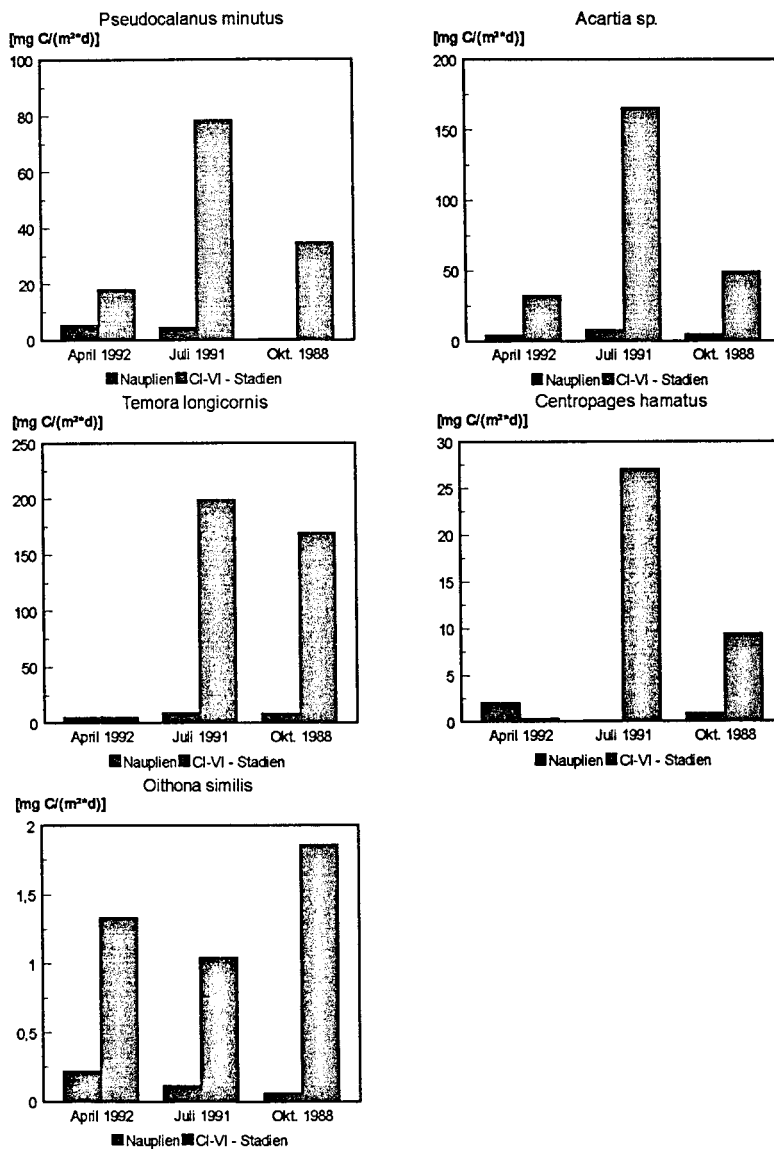 Pseudocalanus minutus
[mg C/(m²*d)]
100
80
60
40
20
0
April 1992 Juli 1991 Okt. 1988
Nauplien CI-VI - Stadien
Acartia sp.
[mg C/(m²*d)]
200
150
100
50
0
April 1992 Juli 1991 Okt. 1988
Nauplien CI-VI - Stadien
Temora longicornis
[mg C/(m²*d)]
250
200
150
100
50
0
April 1992 Juli 1991 Okt. 1988
Nauplien CI-VI - Stadien
Centropages hamatus
[mg C/(m²*d)]
30
25
20
15
10
5
0
April 1992 Juli 1991 Okt. 1988
Nauplien CI-VI - Stadien
Oithona similis
[mg C/(m²*d)]
2
1,5
1
0,5
0
April 1992 Juli 1991 Okt. 1988
Nauplien CI-VI - Stadien